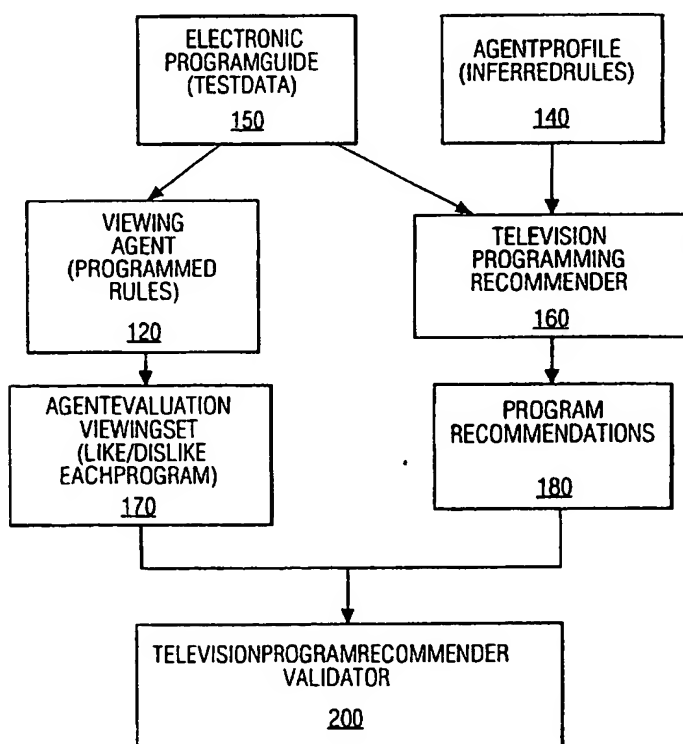 ELECTRONIC
PROGRAMGUIDE
(TESTDATA)
150
AGENTPROFILE
(INFERREDRULES)
140
VIEWING
AGENT
(PROGRAMMED
RULES)
120
TELEVISION
PROGRAMMING
RECOMMENDER
160
AGENTEVALUATION
VIEWINGSET
(LIKE/DISLIKE
EACHPROGRAM)
170
PROGRAM
RECOMMENDATIONS
180
TELEVISIONPROGRAMRECOMMENDER
VALIDATOR
200